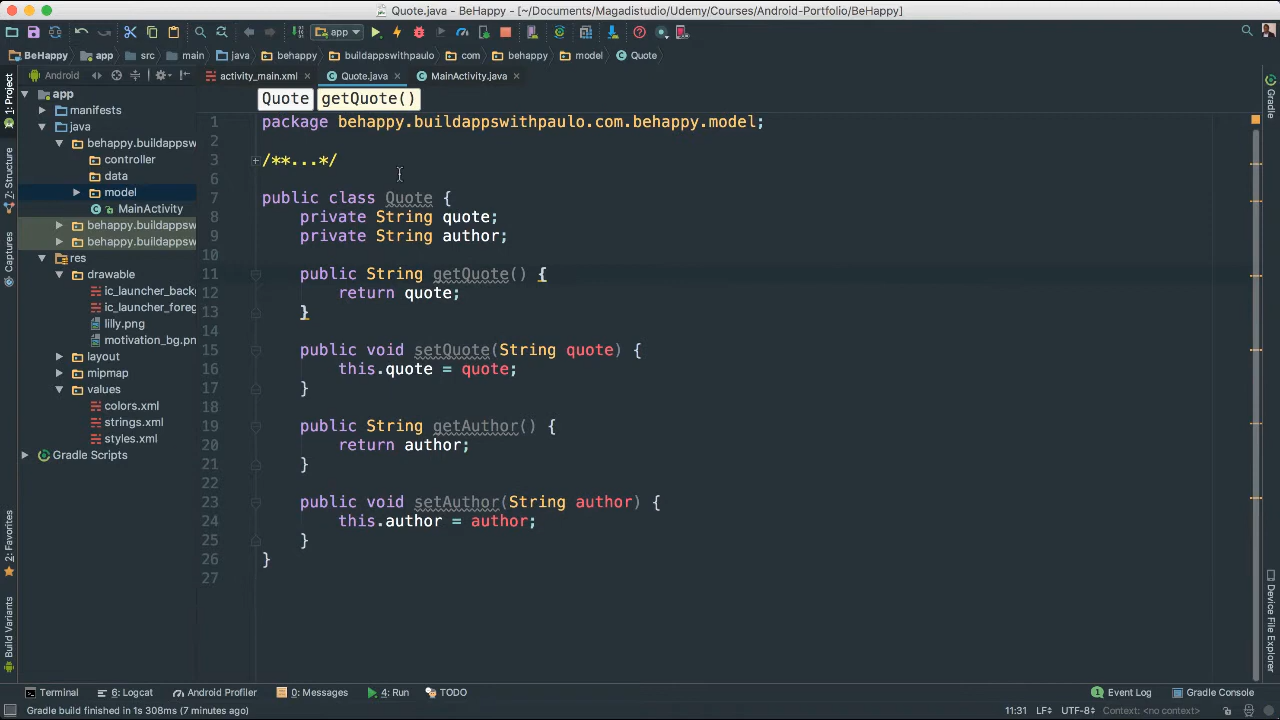 Quote.java - BeHappy - [~/Documents/Magadistudio/Udemy/Courses/Android-Portfolio/BeHappy]
app
BeHappy app src main java behappy buildappswithpaulo com behappy model Quote
Android
activity_main.xml Quote.java MainActivity.java
Quote getQuote()
1: Project
Z: Structure
Captures
2: Favorites
Build Variants
app
manifests
java
behappy.buildappsw
controller
data
model
MainActivity
behappy.buildappsw
behappy.buildappsw
res
drawable
ic_launcher_back
ic_launcher_foreg
lilly.png
motivation_bg.pn
layout
mipmap
values
colors.xml
strings.xml
styles.xml
Gradle Scripts
1 package behappy.buildappswithpaulo.com.behappy.model;
2
3 /**...*/
6
7 public class Quote {
8 private String quote;
9 private String author;
10
11 public String getQuote() {
12 return quote;
13 }
14
15 public void setQuote(String quote) {
16 this.quote = quote;
17 }
18
19 public String getAuthor() {
20 return author;
21 }
22
23 public void setAuthor(String author) {
24 this.author = author;
25 }
26 }
27
Gradle
Device File Explorer
Terminal 6: Logcat Android Profiler 0: Messages 4: Run TODO Event Log Gradle Console
Gradle build finished in 1s 308ms (7 minutes ago) 11:31 LF UTF-8 Context: <no context>